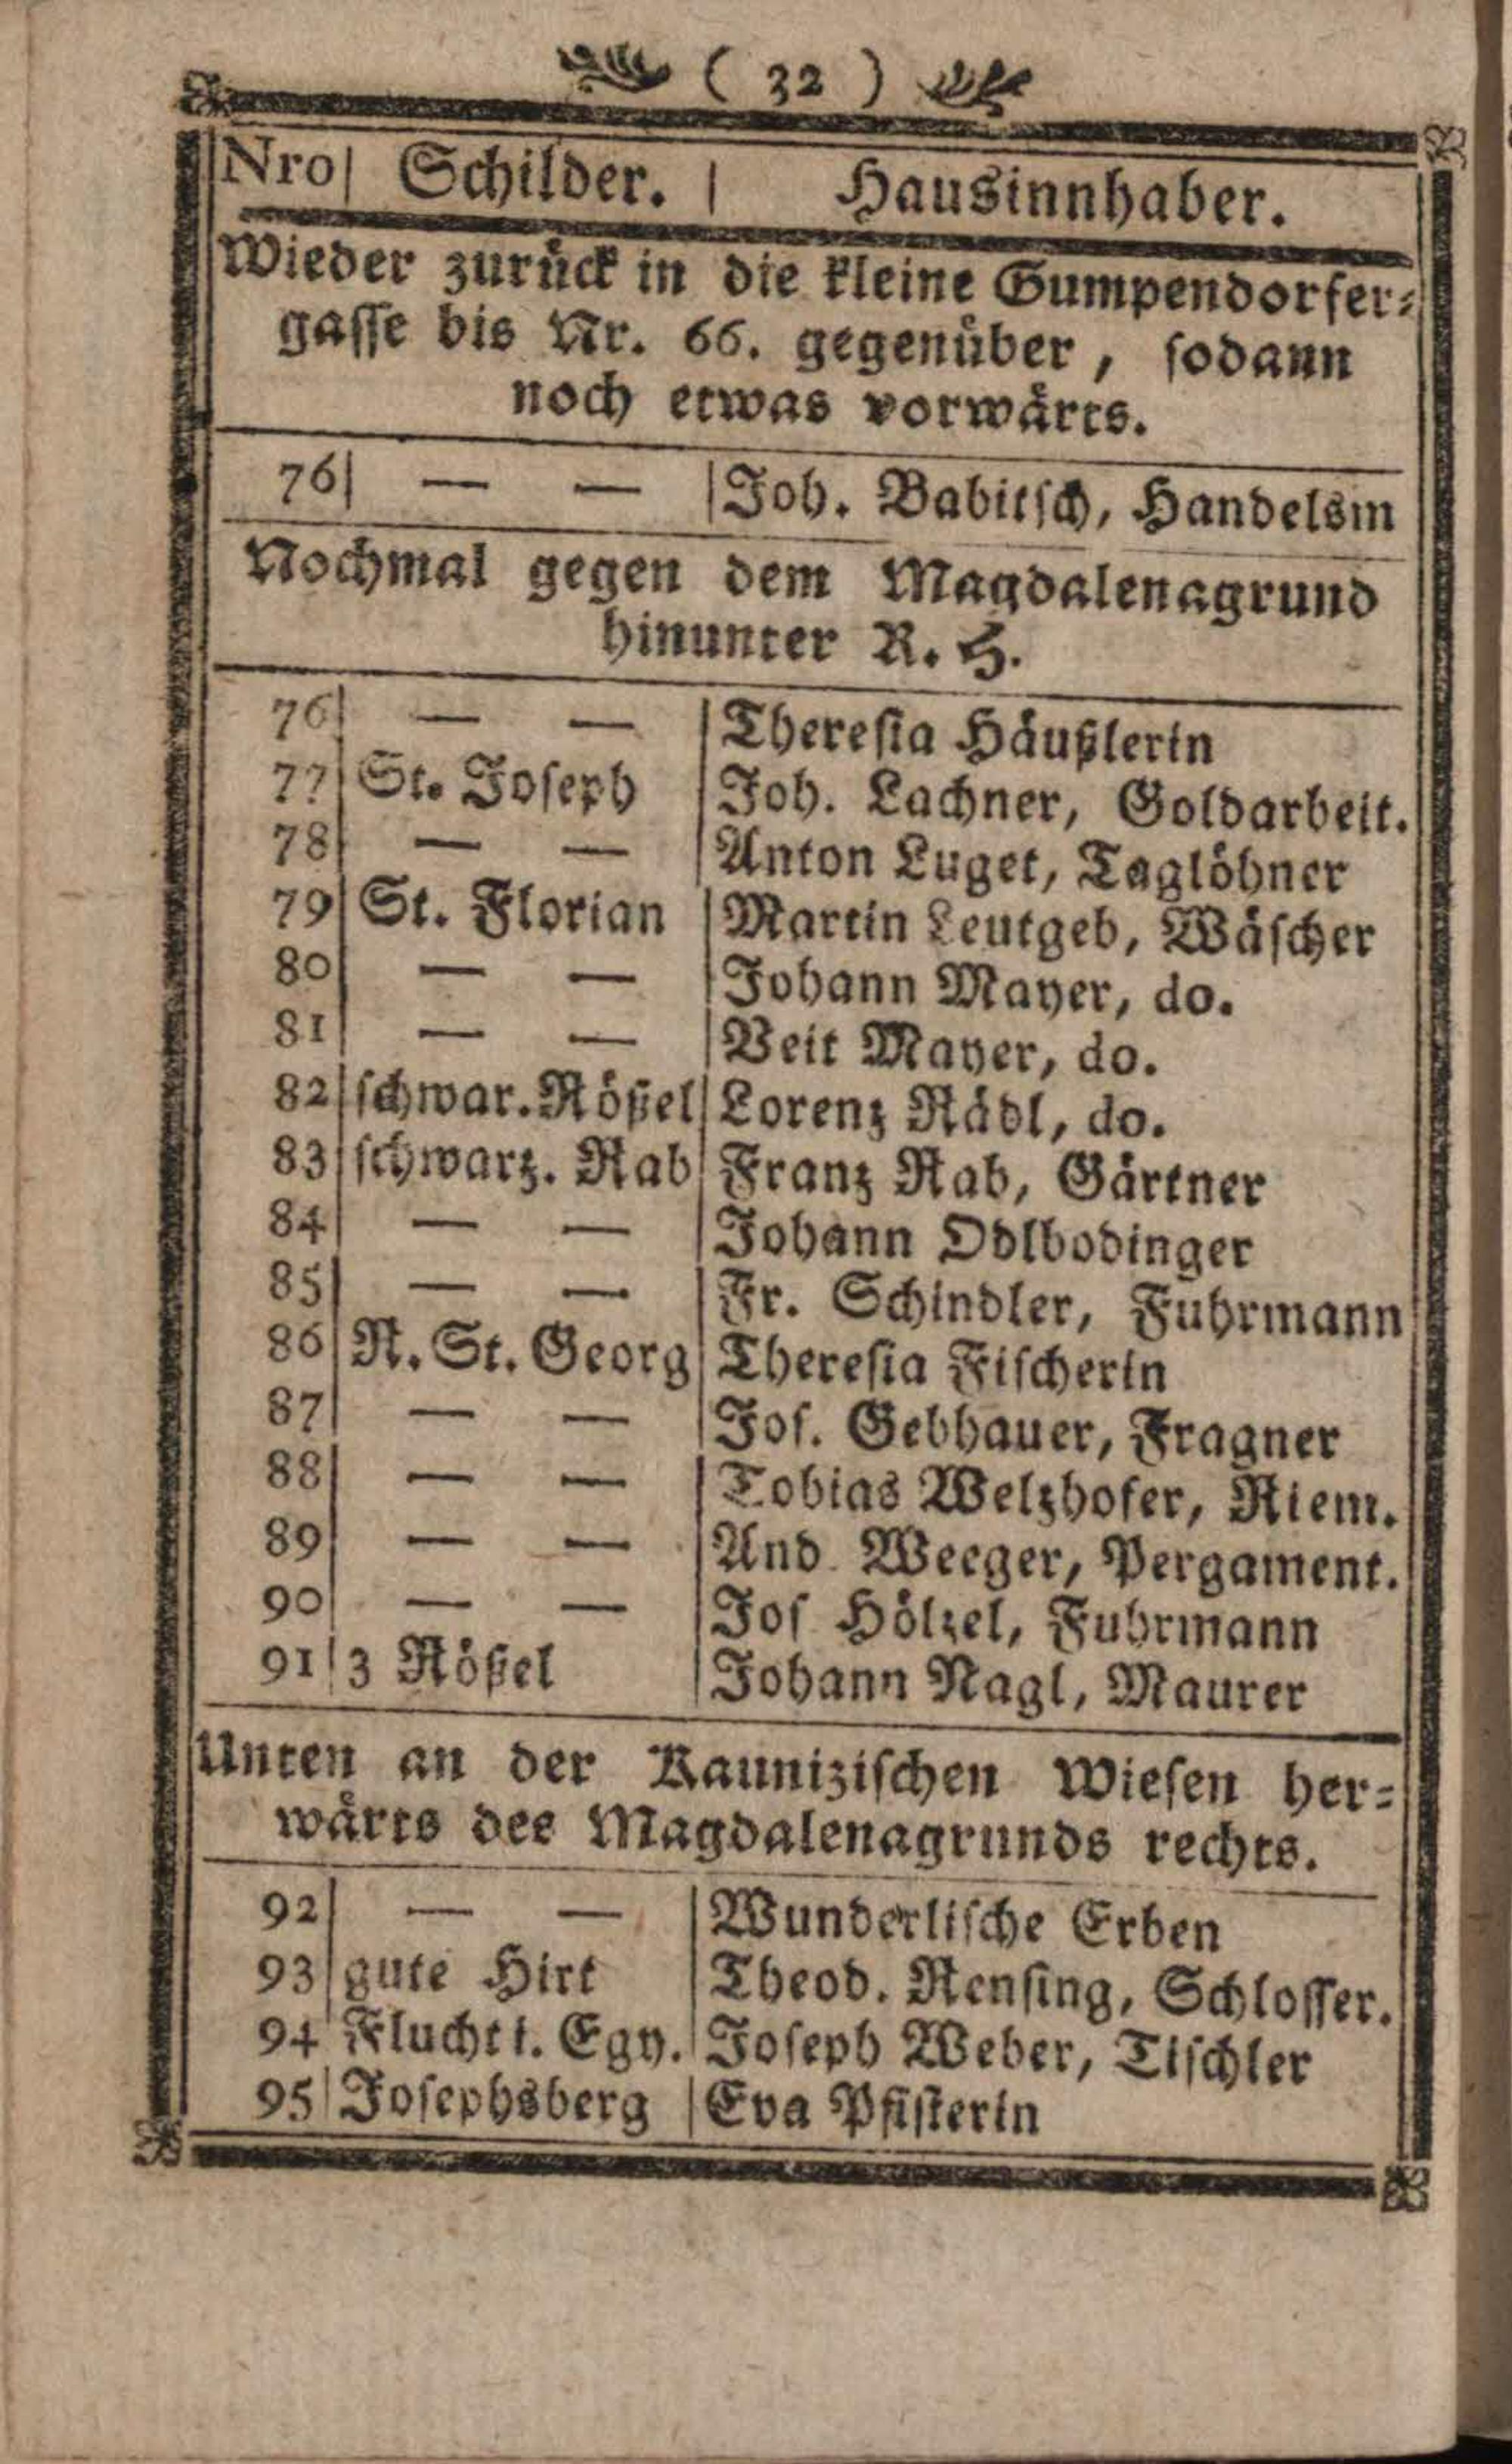 ( 32 )
Nro | Schilder. | Hausinnhaber.
Wieder zurück in die kleine Gumpendorfer-
gasse bis Nr. 66. gegenüber, sodann
noch etwas vorwärts.
76 | — — | Joh. Babitsch, Handelsm
Nochmal gegen dem Magdalenagrund
hinunter R. H.
76 | — — | Theresia Häußlerin
77 | St. Joseph | Joh. Lachner, Goldarbeit.
78 | — — | Anton Luget, Taglöhner
79 | St. Florian | Martin Leutgeb, Wäscher
80 | — — | Johann Mayer, do.
81 | — — | Veit Mayer, do.
82 | schwar. Rößel | Lorenz Rädl, do.
83 | schwarz. Rab | Franz Rab, Gärtner
84 | — — | Johann Odlbodinger
85 | — — | Fr. Schindler, Fuhrmann
86 | R. St. Georg | Theresia Fischerin
87 | — — | Jos. Gebhauer, Fragner
88 | — — | Tobias Welzhofer, Riem.
89 | — — | And. Weeger, Pergament.
90 | — — | Jos Hölzel, Fuhrmann
91 | 3 Rößel | Johann Nagl, Maurer
Unten an der Kaunizischen Wiesen her-
wärts des Magdalenagrunds rechts.
92 | — — | Wunderlische Erben
93 | gute Hirt | Theod. Rensing, Schlosser.
94 Flucht i. Egy. | Joseph Weber, Tischler
95 | Josephsberg | Eva Pfisterin